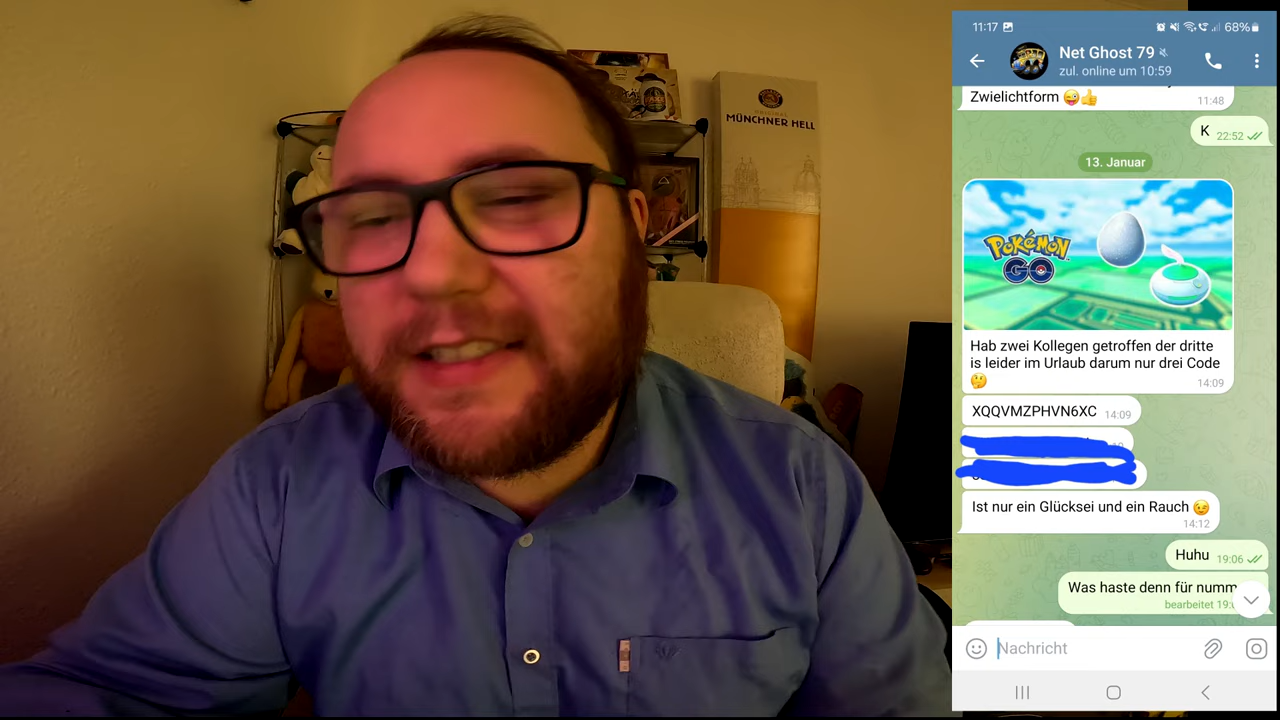 ORIGINAL
MÜNCHNER HELL
11:17
68%
Net Ghost 79
zul. online um 10:59
Zwielichtform 😜👍
11:48
K
22:52
13. Januar
POKÉMON
GO
Hab zwei Kollegen getroffen der dritte
is leider im Urlaub darum nur drei Code
🤔
14:09
XQQVMZPHVN6XC
14:09
Ist nur ein Glücksei und ein Rauch 😉
14:12
Huhu
19:06
Was haste denn für numm
bearbeitet 19:
Nachricht